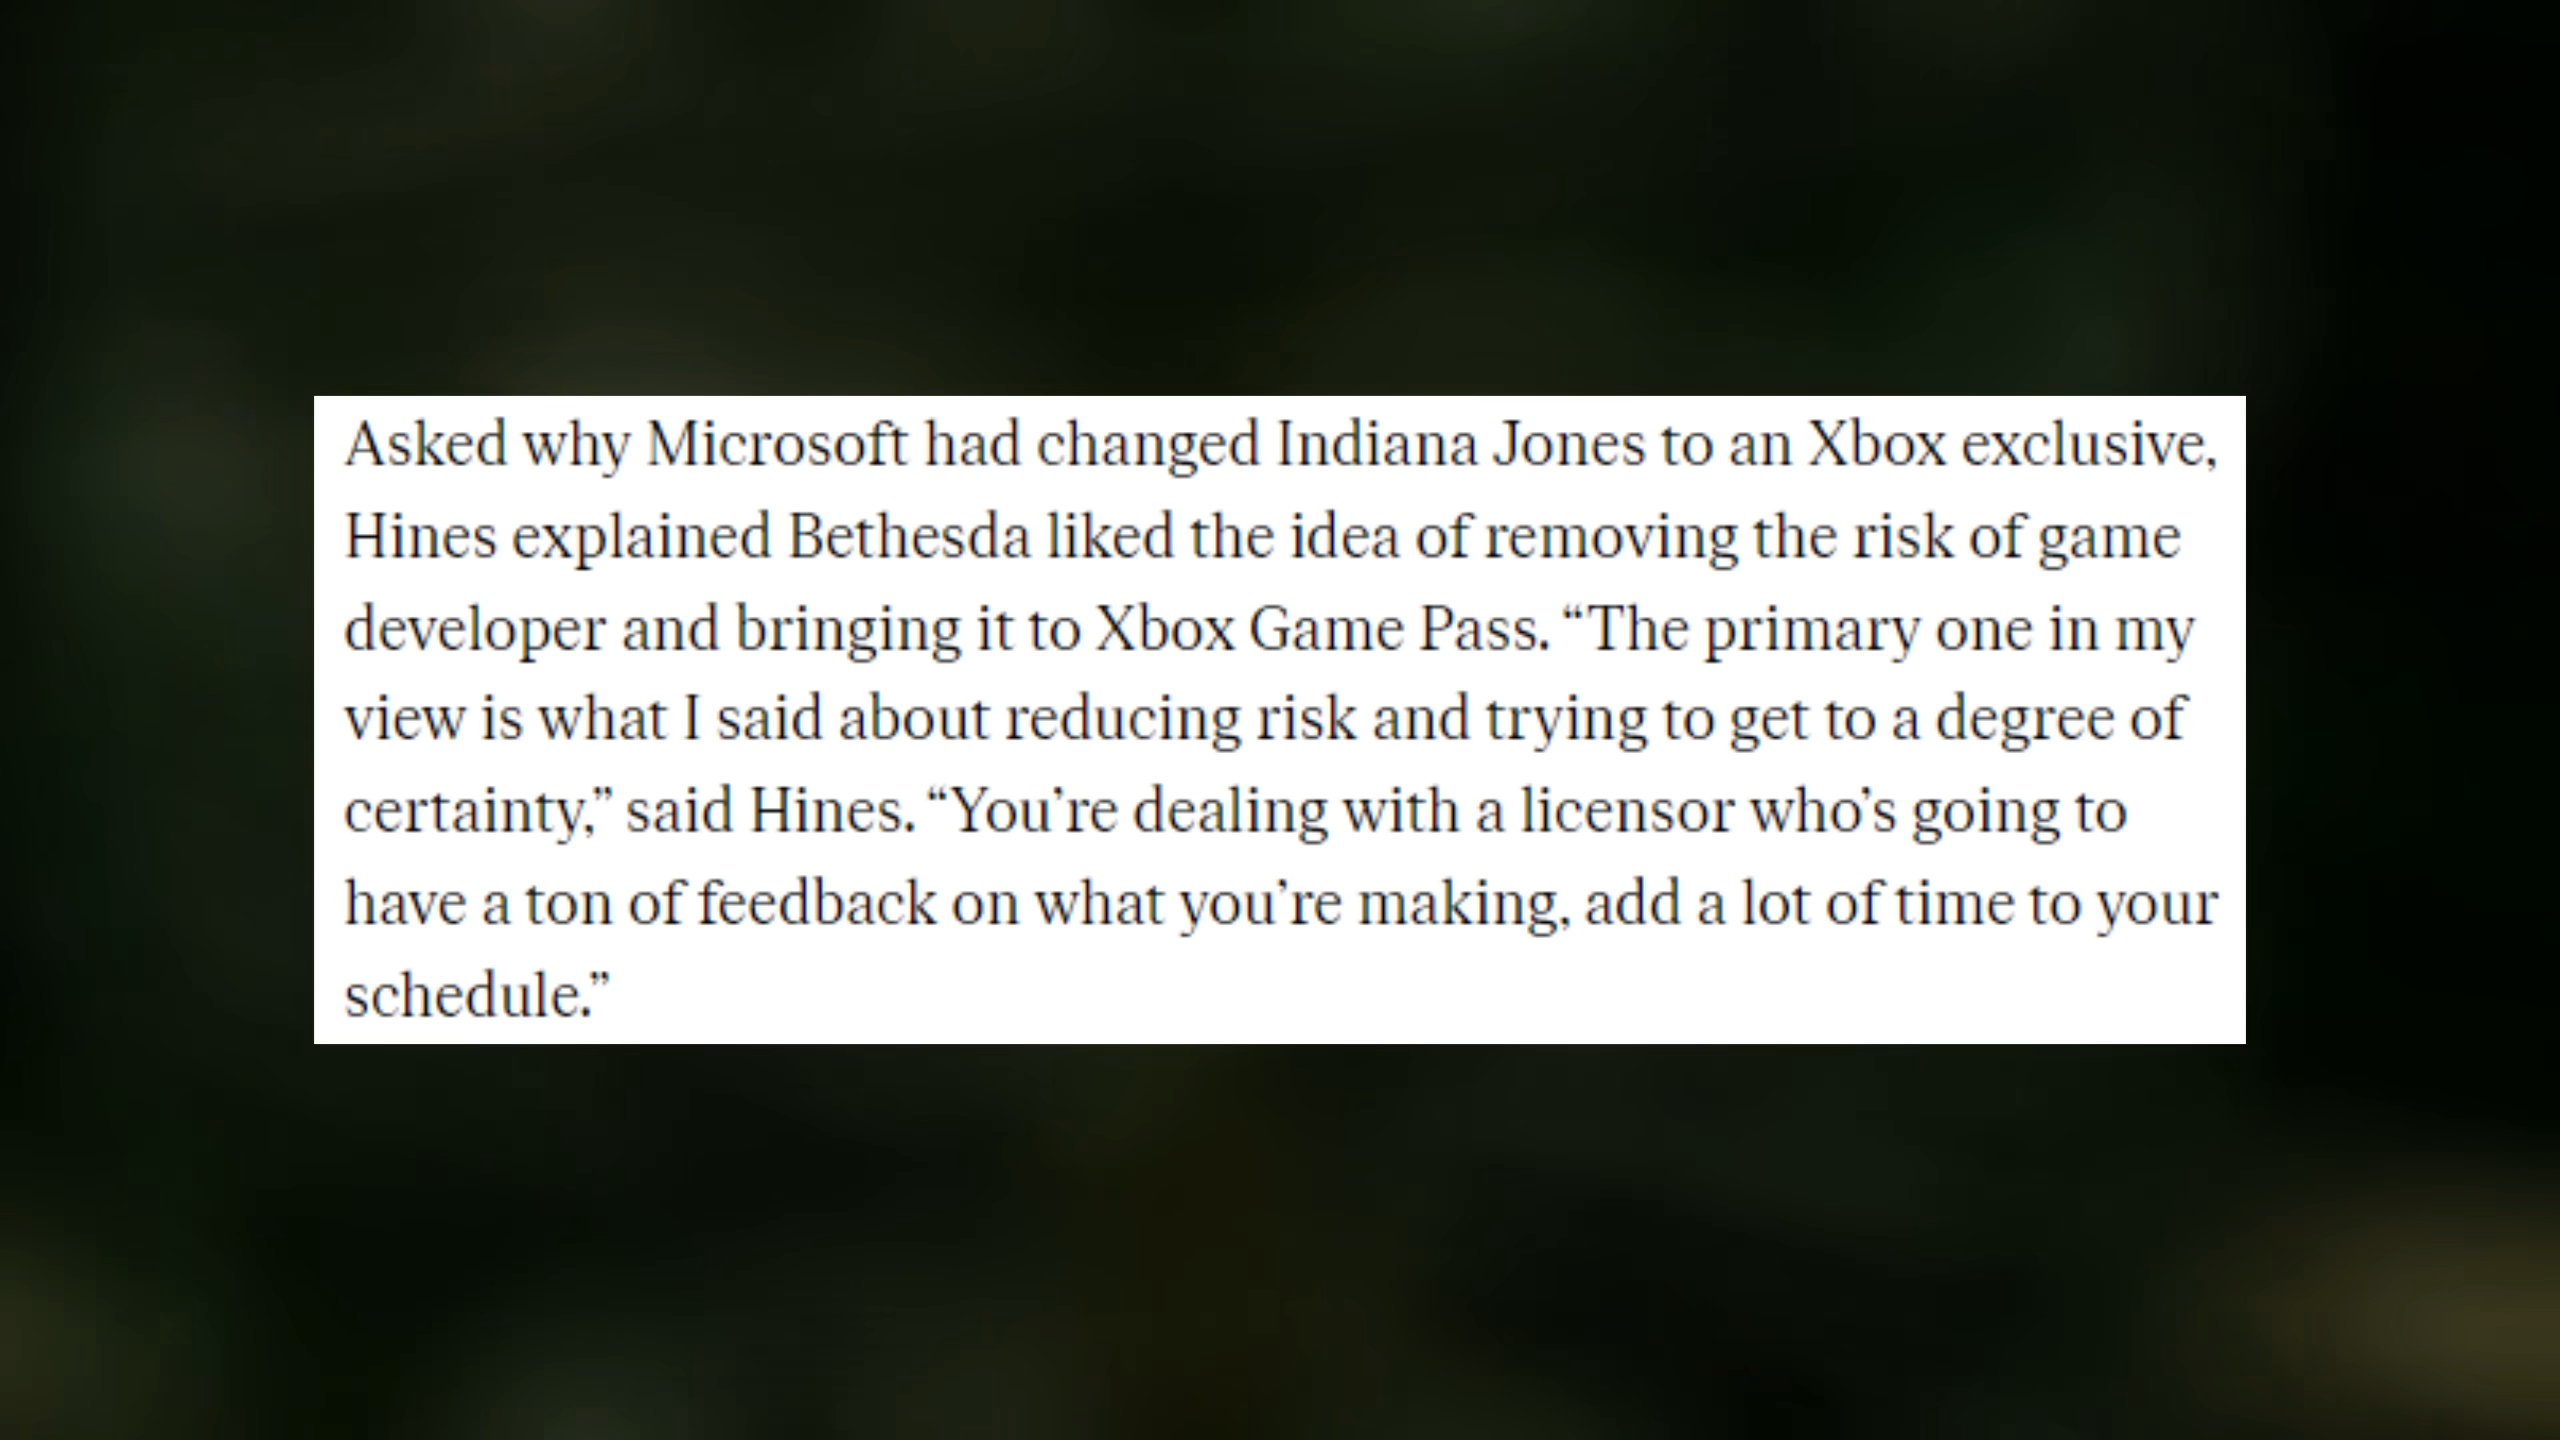 Asked why Microsoft had changed Indiana Jones to an Xbox exclusive,
Hines explained Bethesda liked the idea of removing the risk of game
developer and bringing it to Xbox Game Pass. “The primary one in my
view is what I said about reducing risk and trying to get to a degree of
certainty,” said Hines. “You’re dealing with a licensor who’s going to
have a ton of feedback on what you’re making, add a lot of time to your
schedule.”